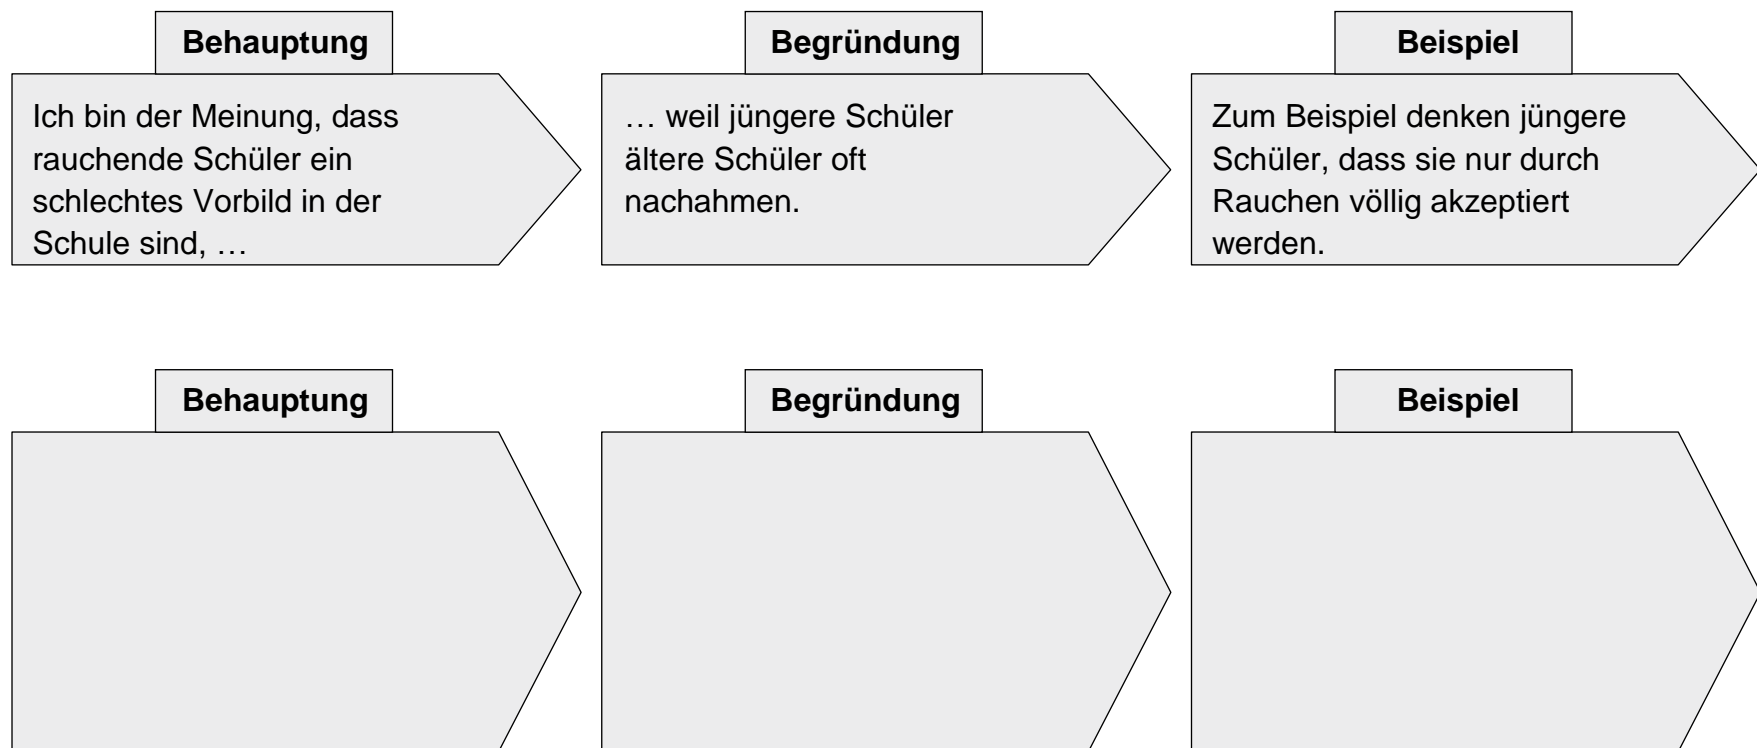 Behauptung
Begründung
Beispiel
Ich bin der Meinung, dass
rauchende Schüler ein
schlechtes Vorbild in der
Schule sind, …
… weil jüngere Schüler
ältere Schüler oft
nachahmen.
Zum Beispiel denken jüngere
Schüler, dass sie nur durch
Rauchen völlig akzeptiert
werden.
Behauptung
Begründung
Beispiel